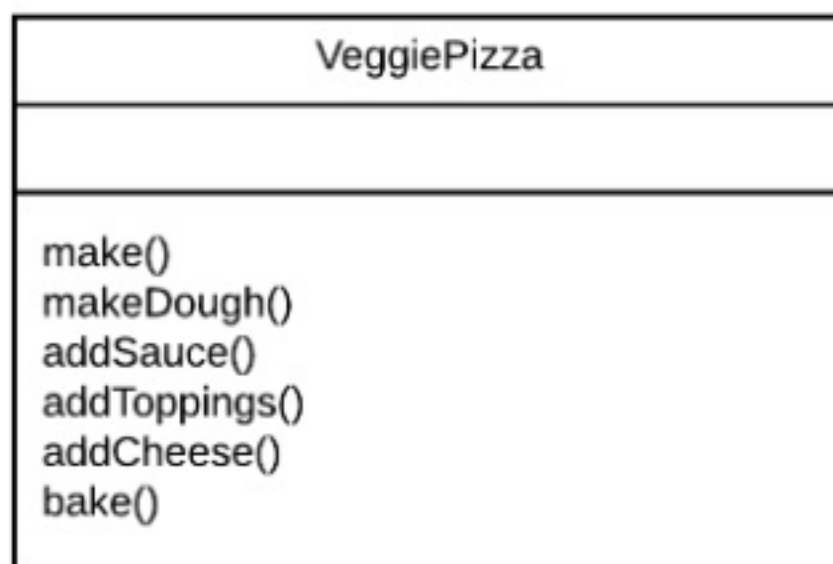 VeggiePizza
make()
makeDough()
addSauce()
addToppings()
addCheese()
bake()